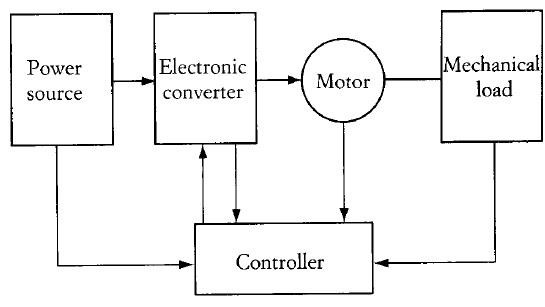 Power
source
Electronic
converter
Motor
Mechanical
load
Controller